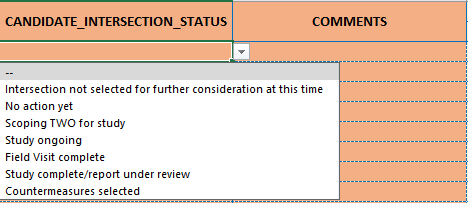 CANDIDATE_INTERSECTION_STATUS COMMENTS
--
Intersection not selected for further consideration at this time
No action yet
Scoping TWO for study
Study ongoing
Field Visit complete
Study complete/report under review
Countermeasures selected